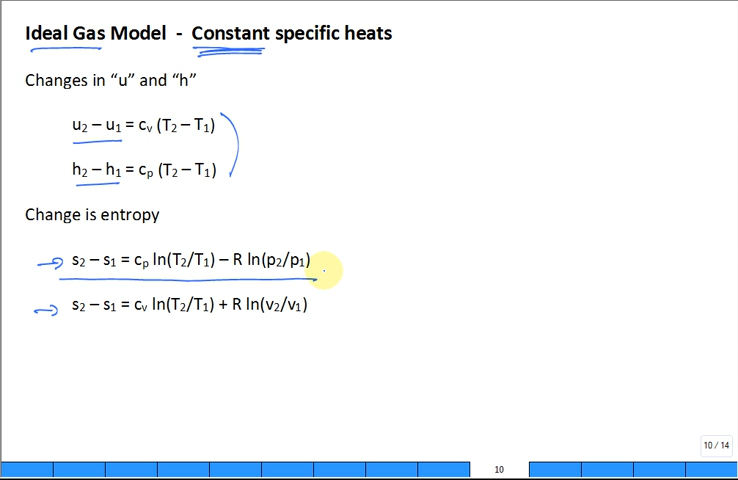 Ideal Gas Model - Constant specific heats
Changes in “u” and “h”
u₂ – u₁ = cᵥ (T₂ – T₁)
h₂ – h₁ = cₚ (T₂ – T₁)
Change is entropy
s₂ – s₁ = cₚ ln(T₂/T₁) – R ln(p₂/p₁)
s₂ – s₁ = cᵥ ln(T₂/T₁) + R ln(v₂/v₁)
10 / 14
10